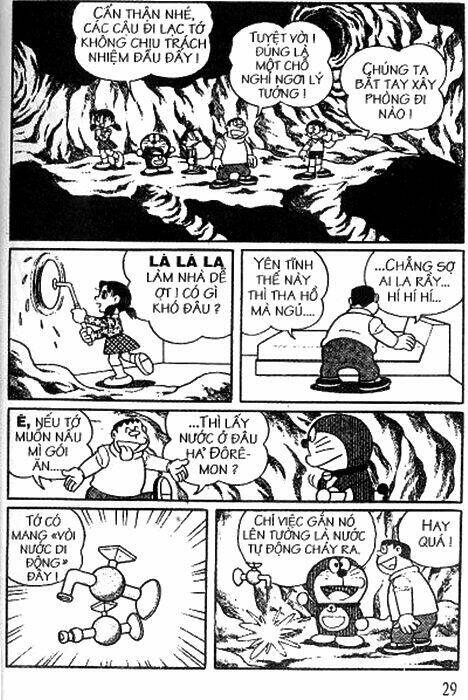 CẨN THẬN NHÉ,
CÁC CẬU ĐI LẠC TỚ
KHÔNG CHỊU TRÁCH
NHIỆM ĐẤU ĐẤY !
TUYỆT VỜI !
ĐÚNG LÀ
MỘT CHỖ
NGHỈ NGƠI LÝ
TƯỞNG !
CHÚNG TA
BẮT TAY XÂY
PHÒNG ĐI
NÀO !
LÀ LÁ LA
LÀM NHÀ DỄ
ỢT ! CÓ GÌ
KHÓ ĐÂU ?
YÊN TĨNH
THẾ NÀY
THÌ THA HỒ
MÀ NGỦ...
...CHẲNG SỢ
AI LA RẦY...
HÍ HÍ HÍ...
Ê, NẾU TỚ
MUỐN NẤU
MÌ GÓI
ĂN...
...THÌ LẤY
NƯỚC Ở ĐÂU
HẢ ĐÔRÊ-
MON ?
TỚ CÓ
MANG «VÒI
NƯỚC DI
ĐỘNG»
ĐÂY !
CHỈ VIỆC GẮN NÓ
LÊN TƯỜNG LÀ NƯỚC
TỰ ĐỘNG CHẢY RA.
HAY
QUÁ !
29